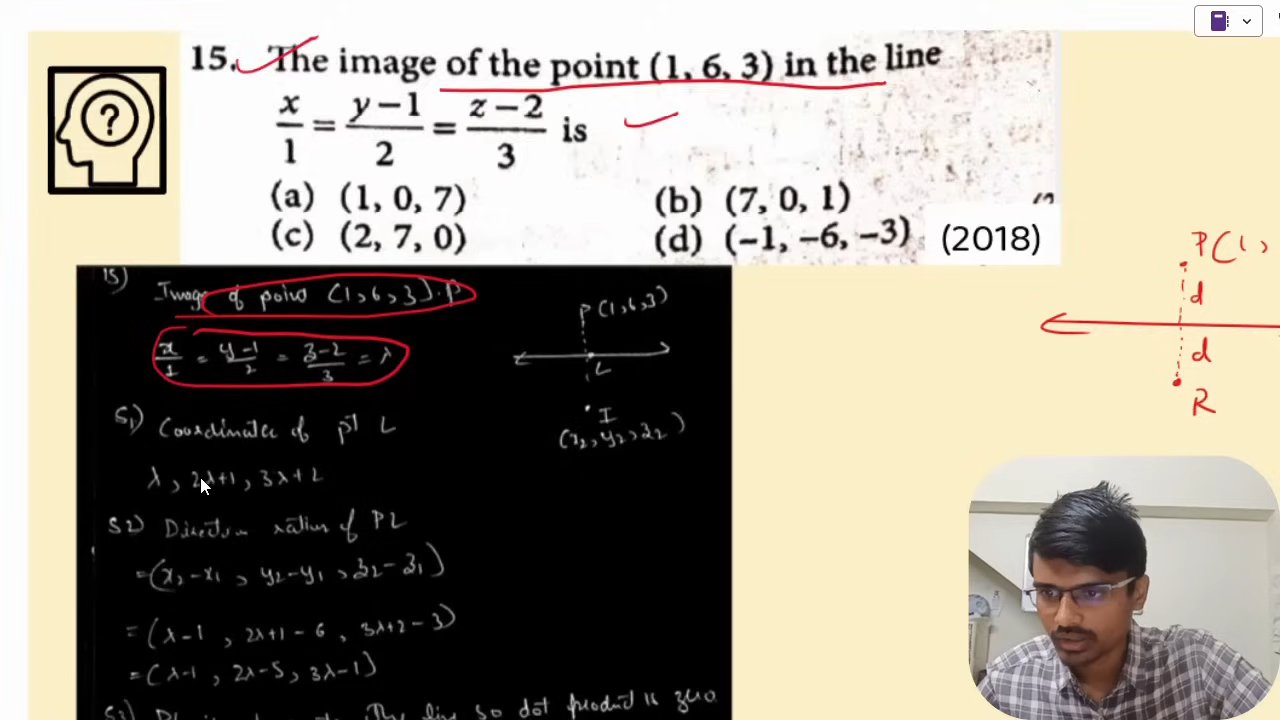 15. The image of the point (1, 6, 3) in the line
x/1 = y−1/2 = z−2/3 is
(a) (1, 0, 7) (b) (7, 0, 1)
(c) (2, 7, 0) (d) (−1, −6, −3) (2018)
15)
Image of point (1,6,3).P
x/1 = y−1/2 = z−2/3 = λ
P (1,6,3)
L
I
(x2, y2, z2)
P(1,
d
d
R
S1) Coordinates of pt L
λ, 2λ+1, 3λ+2
S2) Direction ratios of PL
=(x2−x1, y2−y1, z2−z1)
=(λ−1, 2λ+1−6, 3λ+2−3)
=(λ−1, 2λ−5, 3λ−1)
S3) The line so dot product is zero